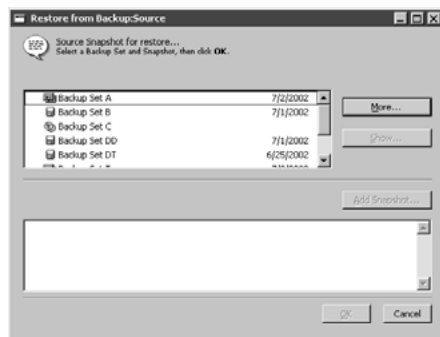 Restore from Backup:Source
Source Snapshot for restore...
Select a Backup Set and Snapshot, then click OK.
Backup Set A 7/2/2002
Backup Set B 7/1/2002
Backup Set C
Backup Set DD 7/1/2002
Backup Set DT 6/25/2002
More...
Show...
Add Snapshot...
OK
Cancel